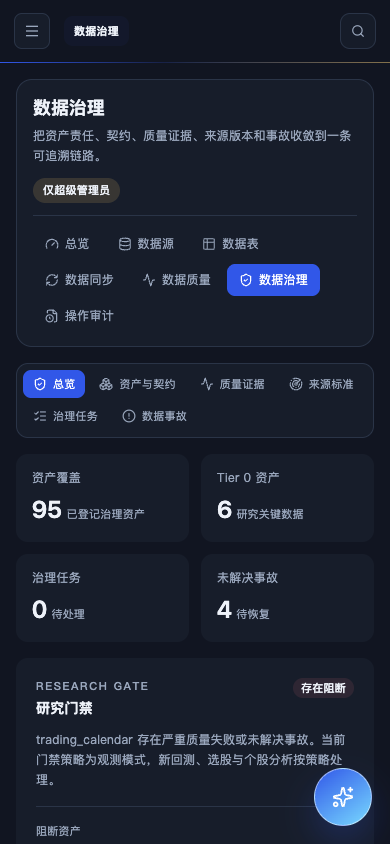 数据治理
数据治理
把资产责任、契约、质量证据、来源版本和事故收敛到一条
可追溯链路。
仅超级管理员
总览 数据源 数据表
数据同步 数据质量 数据治理
操作审计
总览 资产与契约 质量证据 来源标准
治理任务 数据事故
资产覆盖
95 已登记治理资产
Tier 0 资产
6 研究关键数据
治理任务
0 待处理
未解决事故
4 待恢复
RESEARCH GATE
存在阻断
研究门禁
trading_calendar 存在严重质量失败或未解决事故。当前
门禁策略为观测模式，新回测、选股与个股分析按策略处
理。
阻断资产